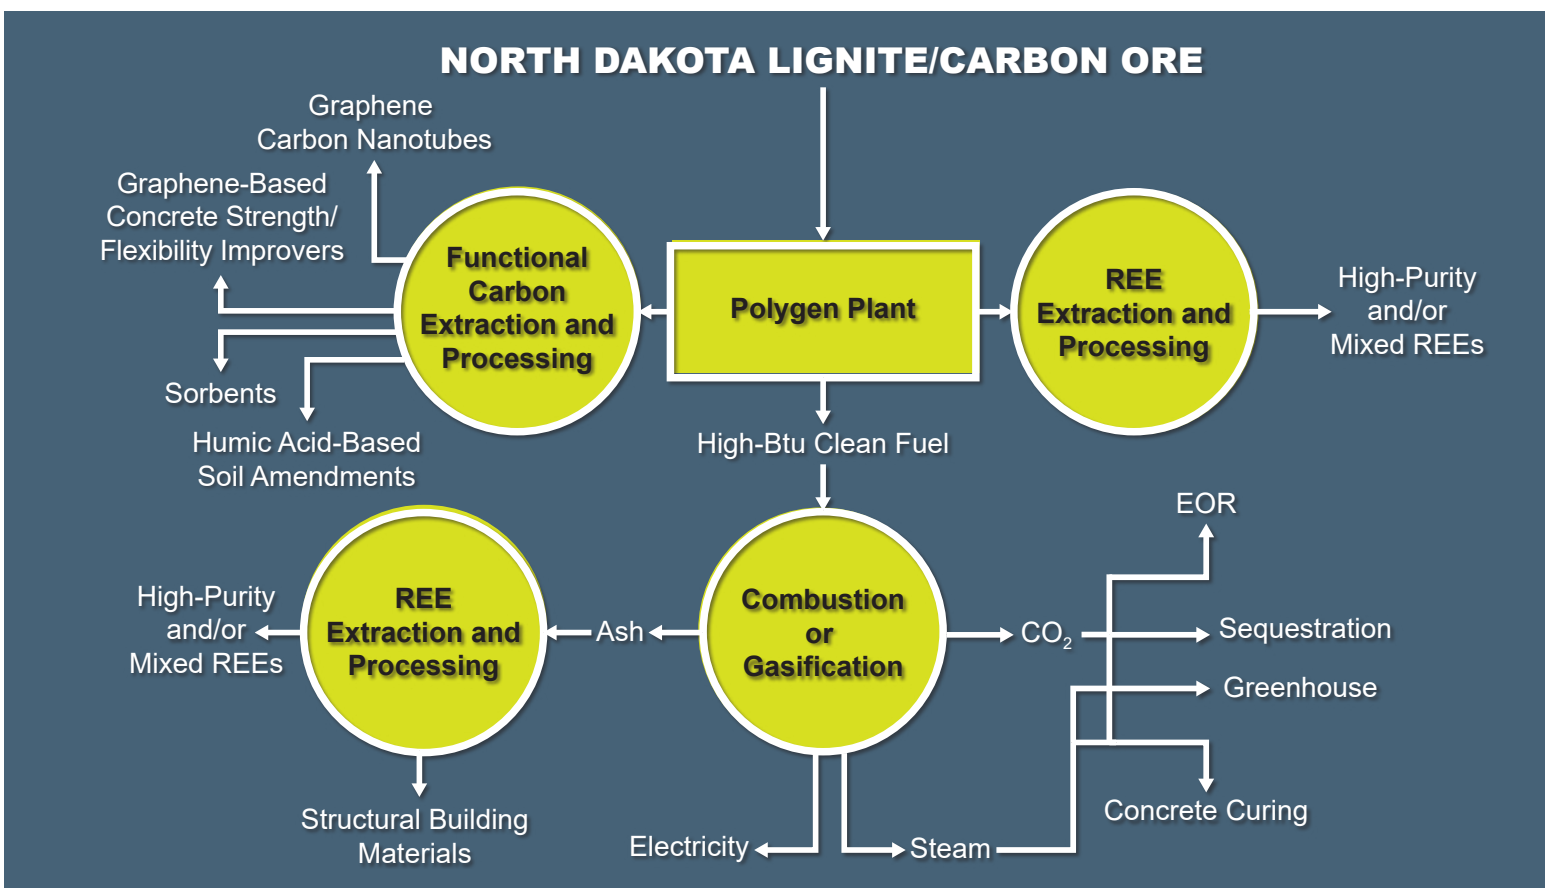 NORTH DAKOTA LIGNITE/CARBON ORE
Graphene
Carbon Nanotubes
Graphene-Based
Concrete Strength/
Flexibility Improvers
Sorbents
Humic Acid-Based
Soil Amendments
Functional
Carbon
Extraction and
Processing
Polygen Plant
REE
Extraction and
Processing
High-Purity
and/or
Mixed REEs
High-Btu Clean Fuel
High-Purity
and/or
Mixed REEs
REE
Extraction and
Processing
Ash
Combustion
or
Gasification
CO₂
EOR
Sequestration
Greenhouse
Concrete Curing
Structural Building
Materials
Electricity
Steam